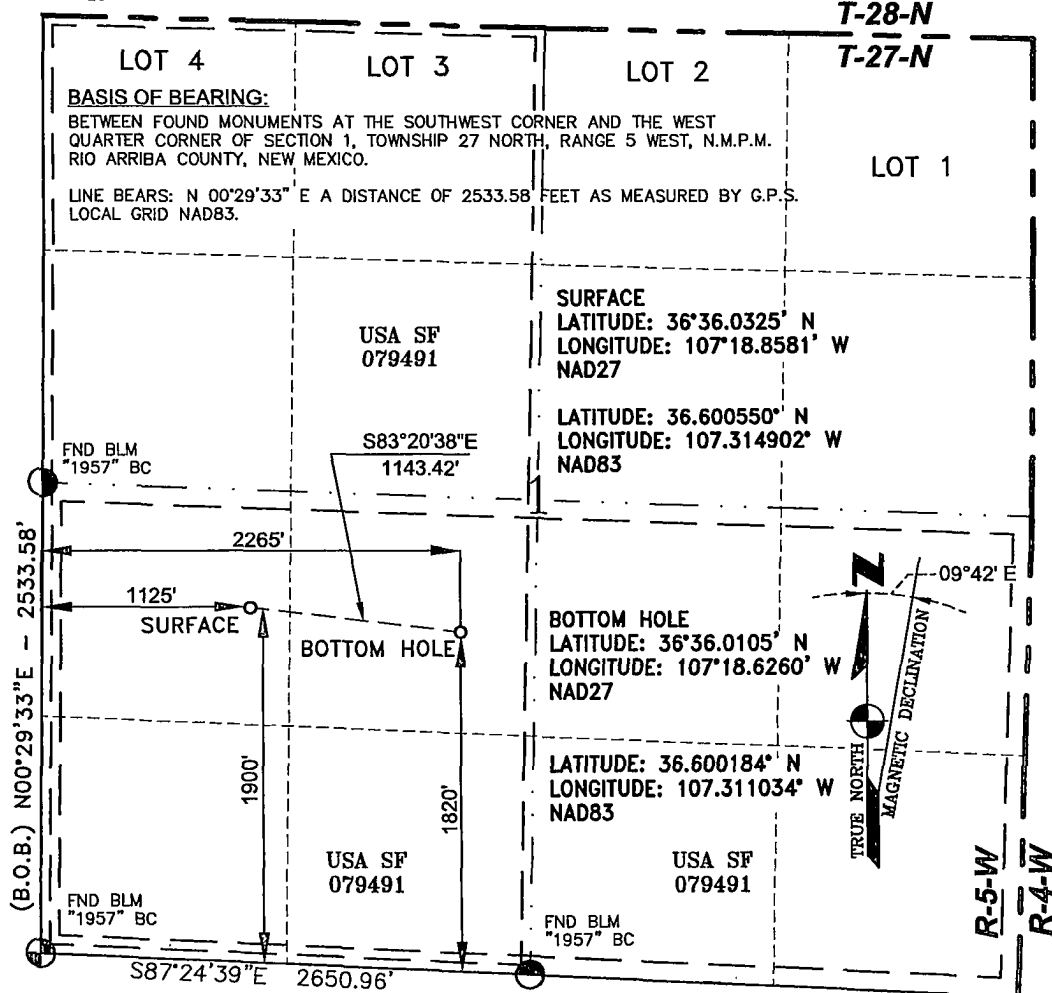 T-28-N
T-27-N
LOT 4
LOT 3
LOT 2
LOT 1
BASIS OF BEARING:
BETWEEN FOUND MONUMENTS AT THE SOUTHWEST CORNER AND THE WEST
QUARTER CORNER OF SECTION 1, TOWNSHIP 27 NORTH, RANGE 5 WEST, N.M.P.M.
RIO ARRIBA COUNTY, NEW MEXICO.
LINE BEARS: N 00°29'33" E A DISTANCE OF 2533.58 FEET AS MEASURED BY G.P.S.
LOCAL GRID NAD83.
USA SF
079491
SURFACE
LATITUDE: 36°36.0325' N
LONGITUDE: 107°18.8581' W
NAD27
LATITUDE: 36.600550° N
LONGITUDE: 107.314902° W
NAD83
FND BLM
"1957" BC
S83°20'38"E
1143.42'
1
2265'
1125'
SURFACE
BOTTOM HOLE
BOTTOM HOLE
LATITUDE: 36°36.0105' N
LONGITUDE: 107°18.6260' W
NAD27
LATITUDE: 36.600184° N
LONGITUDE: 107.311034° W
NAD83
N
09°42' E
TRUE NORTH
MAGNETIC DECLINATION
(B.O.B.) N00°29'33"E - 2533.58'
1900'
1820'
USA SF
079491
USA SF
079491
FND BLM
"1957" BC
FND BLM
"1957" BC
R-5-W
R-4-W
S87°24'39"E 2650.96'